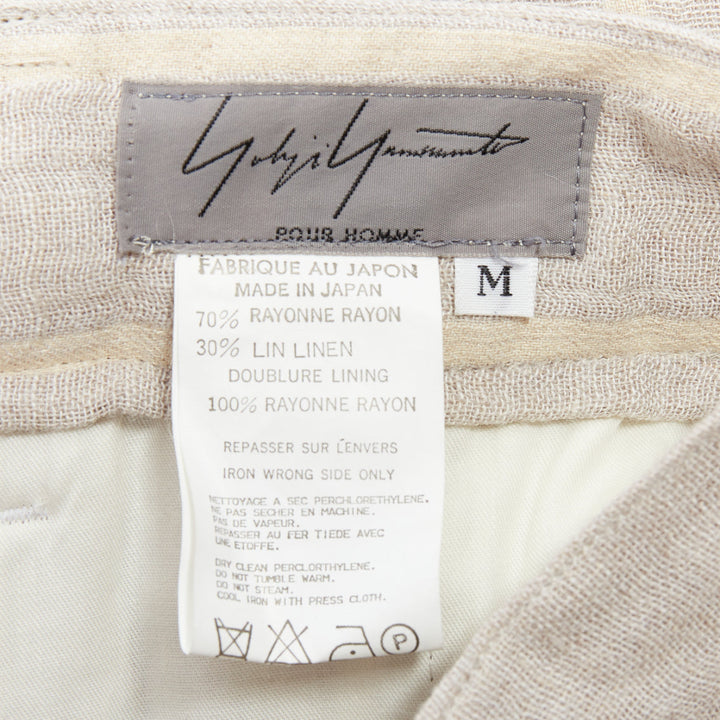 Yohji Yamamoto
POUR HOMME
M
FABRIQUE AU JAPON
MADE IN JAPAN
70% RAYONNE RAYON
30% LIN LINEN
DOUBLURE LINING
100% RAYONNE RAYON
REPASSER SUR L'ENVERS
IRON WRONG SIDE ONLY
NETTOYAGE A SEC PERCHLORETHYLENE.
NE PAS SECHER EN MACHINE.
PAS DE VAPEUR.
REPASSER AU FER TIEDE AVEC
UNE ETOFFE.
DRY CLEAN PERCLORTHYLENE.
DO NOT TUMBLE WARM.
DO NOT STEAM.
COOL IRON WITH PRESS CLOTH.
P